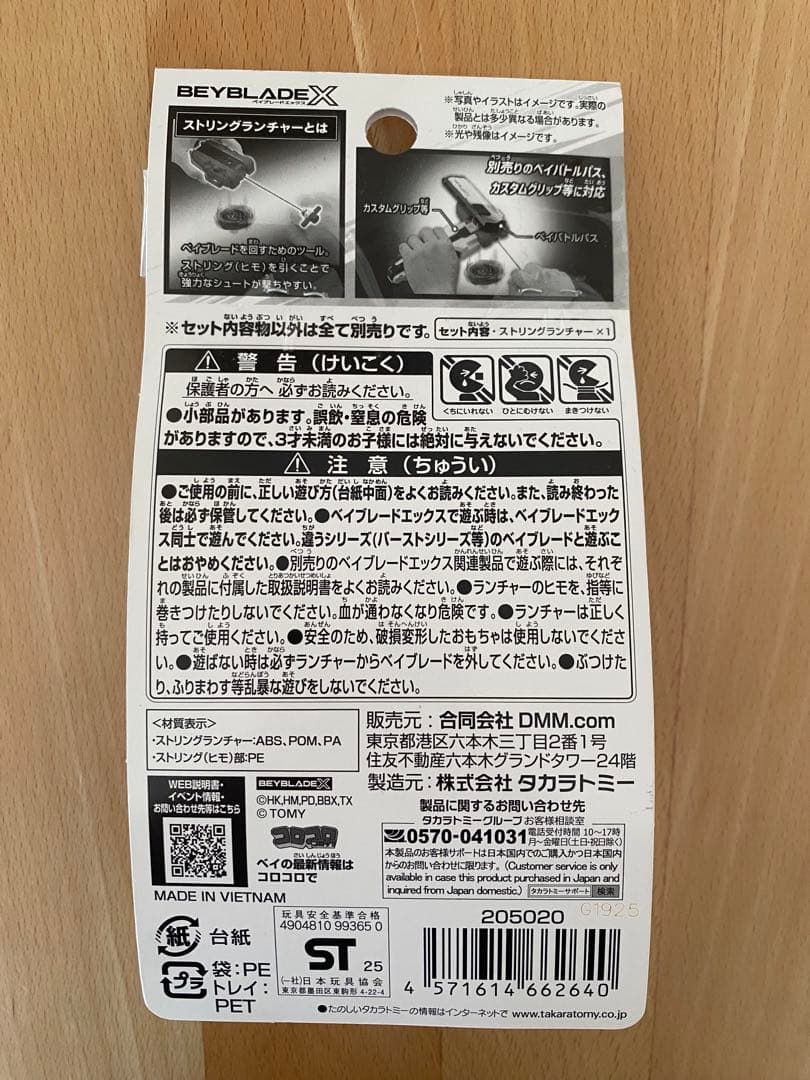 BEYBLADE X
ベイブレードエックス
※写真やイラストはイメージです。実際の
製品とは多少異なる場合があります。
※光や残像はイメージです。
ストリングランチャーとは
ベイブレードを回すためのツール。
ストリング(ヒモ)を引くことで
強力なシュートが撃ちやすい。
別売りのベイバトルパス、
カスタムグリップ等に対応
カスタムグリップ等
ベイバトルパス
※セット内容物以外は全て別売りです。
セット内容・ストリングランチャー×1
警告(けいこく)
保護者の方へ 必ずお読みください。
●小部品があります。誤飲・窒息の危険
がありますので、3才未満のお子様には絶対に与えないでください。
くちにいれない ひとにむけない まきつけない
注意(ちゅうい)
●ご使用の前に、正しい遊び方(台紙中面)をよくお読みください。また、読み終わった
後は必ず保管してください。●ベイブレードエックスで遊ぶ時は、ベイブレードエック
ス同士で遊んでください。違うシリーズ(バーストシリーズ等)のベイブレードと遊ぶこ
とはおやめください。●別売りのベイブレードエックス関連製品で遊ぶ際には、それぞ
れの製品に付属した取扱説明書をよくお読みください。●ランチャーのヒモを、指等に
巻きつけたりしないでください。血が通わなくなり危険です。●ランチャーは正しく
持ってご使用ください。●安全のため、破損変形したおもちゃは使用しないでくださ
い。●遊ばない時は必ずランチャーからベイブレードを外してください。●ぶつけた
り、ふりまわす等乱暴な遊びをしないでください。
<材質表示>
・ストリングランチャー:ABS、POM、PA
・ストリング(ヒモ)部:PE
販売元:合同会社DMM.com
東京都港区六本木三丁目2番1号
住友不動産六本木グランドタワー24階
製造元:株式会社 タカラトミー
WEB説明書・
イベント情報・
お問い合わせ先等はこちら
BEYBLADE X
©HK,HM,PD,BBX,TX
©TOMY
コロコロ
ベイの最新情報は
コロコロで
製品に関するお問い合わせ先
タカラトミーグループ お客様相談室
0570-041031 電話受付時間 10〜17時
月〜金曜日(土日・祝日除く)
本製品のお客様サポートは日本国内でのご購入かつ日本国内
からのお問い合わせに限ります。(Customer service is only
available in case this product purchased in Japan and
inquired from Japan domestic.) タカラトミーサポート 検索
MADE IN VIETNAM
紙 台紙
プラ 袋:PE
トレイ:
PET
玩具安全基準合格
4904810 99365 0
ST 25
(一社)日本玩具協会
東京都墨田区東駒形 4-22-4
205020
G1925
4 571614 662640
●たのしいタカラトミーの情報はインターネットで www.takaratomy.co.jp